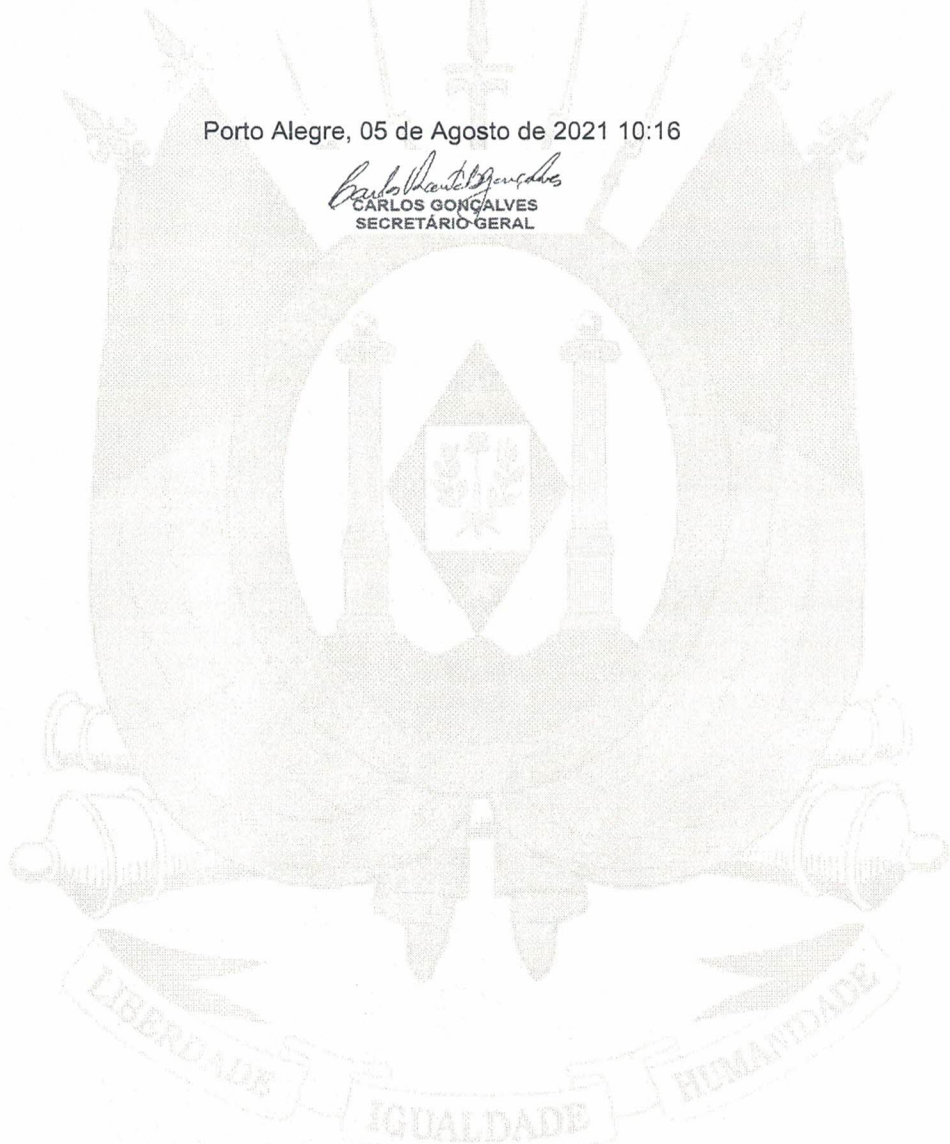 Porto Alegre, 05 de Agosto de 2021 10:16
CARLOS GONÇALVES
SECRETÁRIO GERAL
LIBERDADE
IGUALDADE
HUMANIDADE